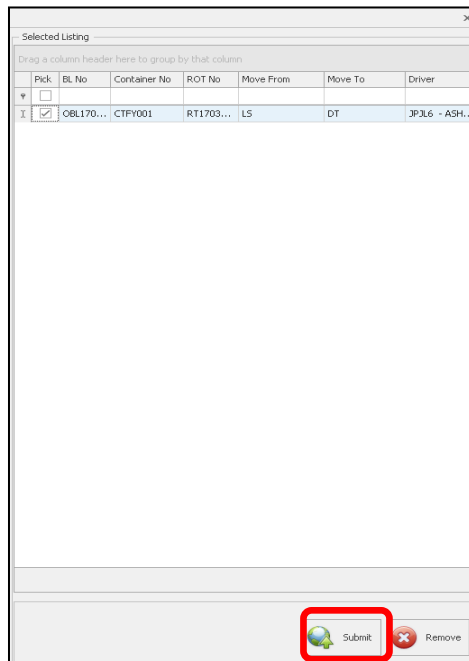 Selected Listing
Drag a column header here to group by that column
Pick BL No Container No ROT No Move From Move To Driver
OBL170... CTFY001 RT1703... LS DT JPJL6 - ASH..
Submit Remove